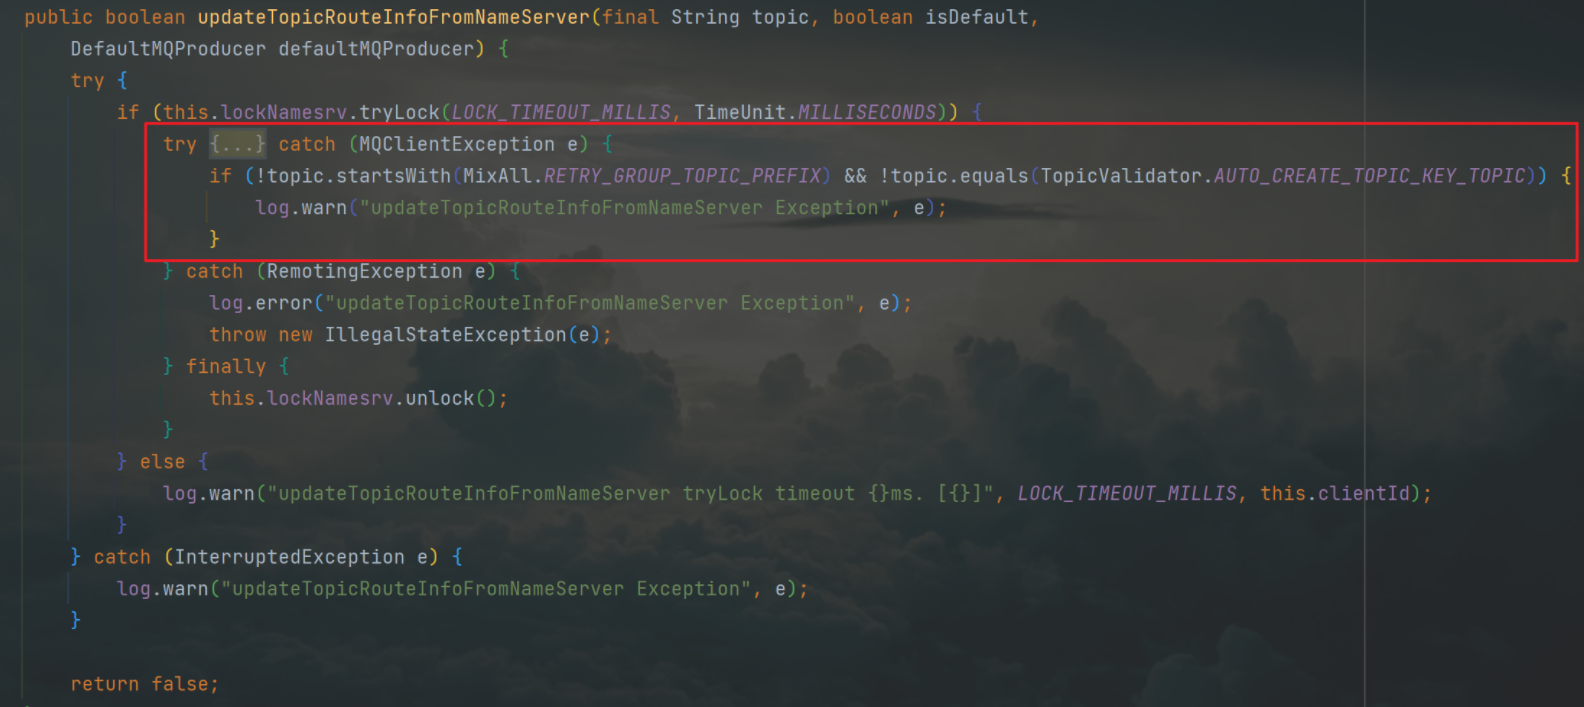 public boolean updateTopicRouteInfoFromNameServer(final String topic, boolean isDefault,
DefaultMQProducer defaultMQProducer) {
try {
if (this.lockNamesrv.tryLock(LOCK_TIMEOUT_MILLIS, TimeUnit.MILLISECONDS)) {
try {...} catch (MQClientException e) {
if (!topic.startsWith(MixAll.RETRY_GROUP_TOPIC_PREFIX) && !topic.equals(TopicValidator.AUTO_CREATE_TOPIC_KEY_TOPIC)) {
log.warn("updateTopicRouteInfoFromNameServer Exception", e);
}
} catch (RemotingException e) {
log.error("updateTopicRouteInfoFromNameServer Exception", e);
throw new IllegalStateException(e);
} finally {
this.lockNamesrv.unlock();
}
} else {
log.warn("updateTopicRouteInfoFromNameServer tryLock timeout {}ms. [{}]", LOCK_TIMEOUT_MILLIS, this.clientId);
}
} catch (InterruptedException e) {
log.warn("updateTopicRouteInfoFromNameServer Exception", e);
}
return false;